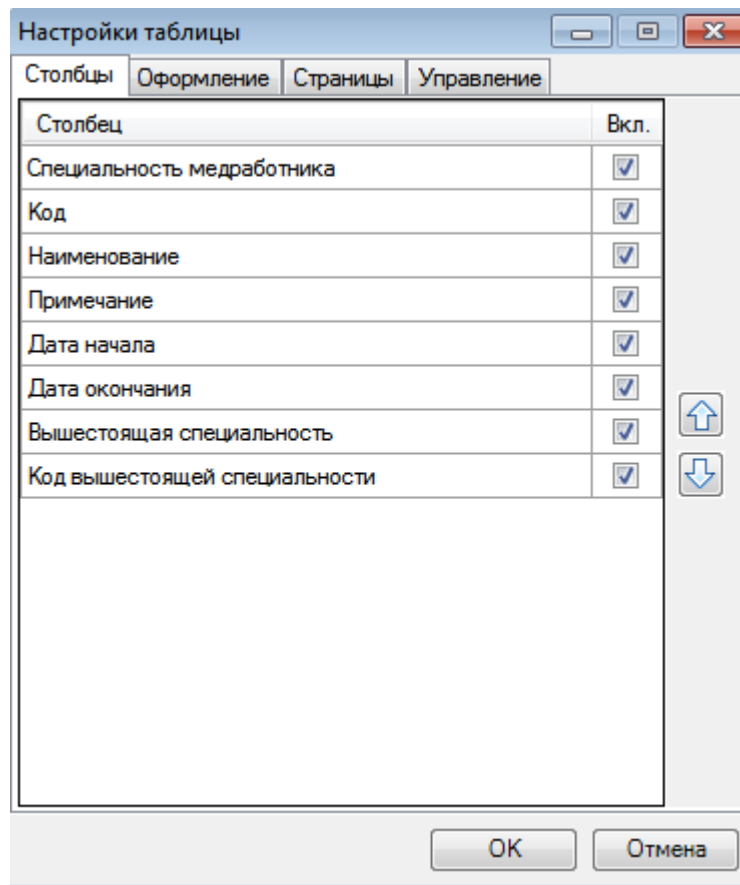 Настройки таблицы
Столбцы Оформление Страницы Управление
Столбец Вкл.
Специальность медработника
Код
Наименование
Примечание
Дата начала
Дата окончания
Вышестоящая специальность
Код вышестоящей специальности
OK Отмена